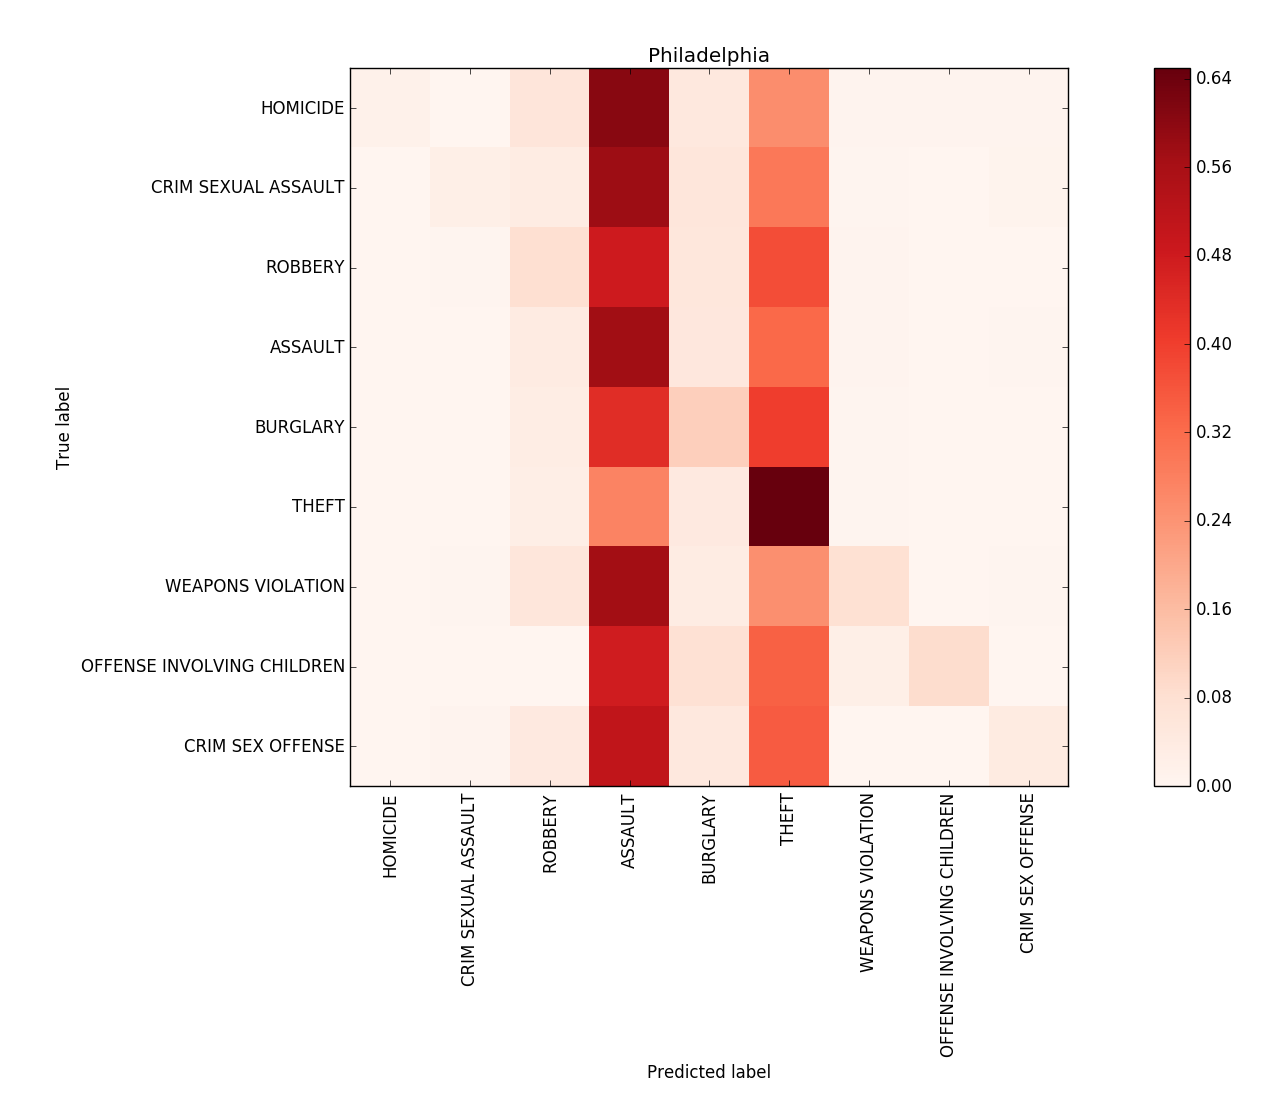 Philadelphia
True label
HOMICIDE
CRIM SEXUAL ASSAULT
ROBBERY
ASSAULT
BURGLARY
THEFT
WEAPONS VIOLATION
OFFENSE INVOLVING CHILDREN
CRIM SEX OFFENSE
HOMICIDE
CRIM SEXUAL ASSAULT
ROBBERY
ASSAULT
BURGLARY
THEFT
WEAPONS VIOLATION
OFFENSE INVOLVING CHILDREN
CRIM SEX OFFENSE
Predicted label
0.64
0.56
0.48
0.40
0.32
0.24
0.16
0.08
0.00